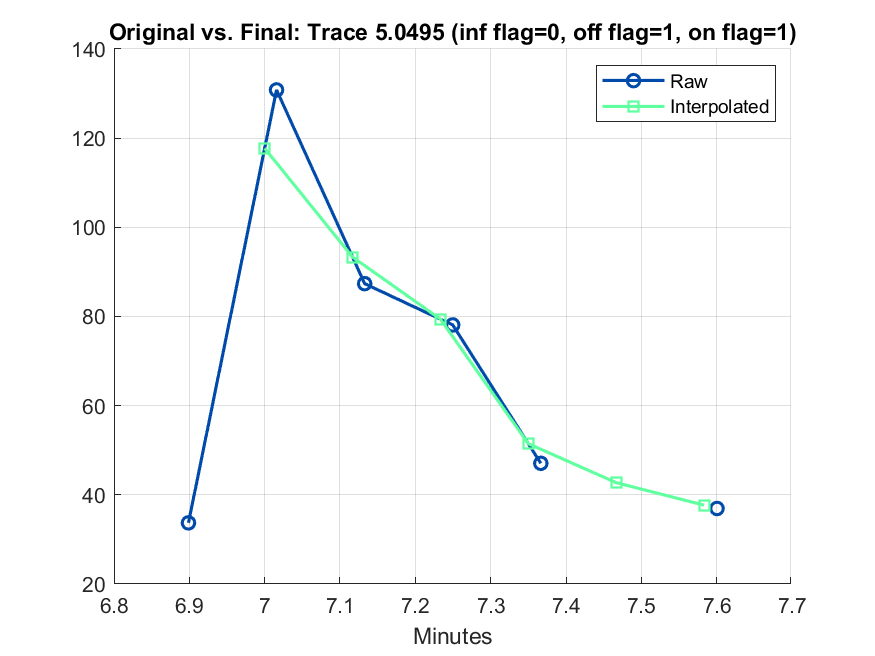 Original vs. Final: Trace 5.0495 (inf flag=0, off flag=1, on flag=1)
140
120
100
80
60
40
20
Raw
Interpolated
6.8 6.9 7 7.1 7.2 7.3 7.4 7.5 7.6 7.7
Minutes